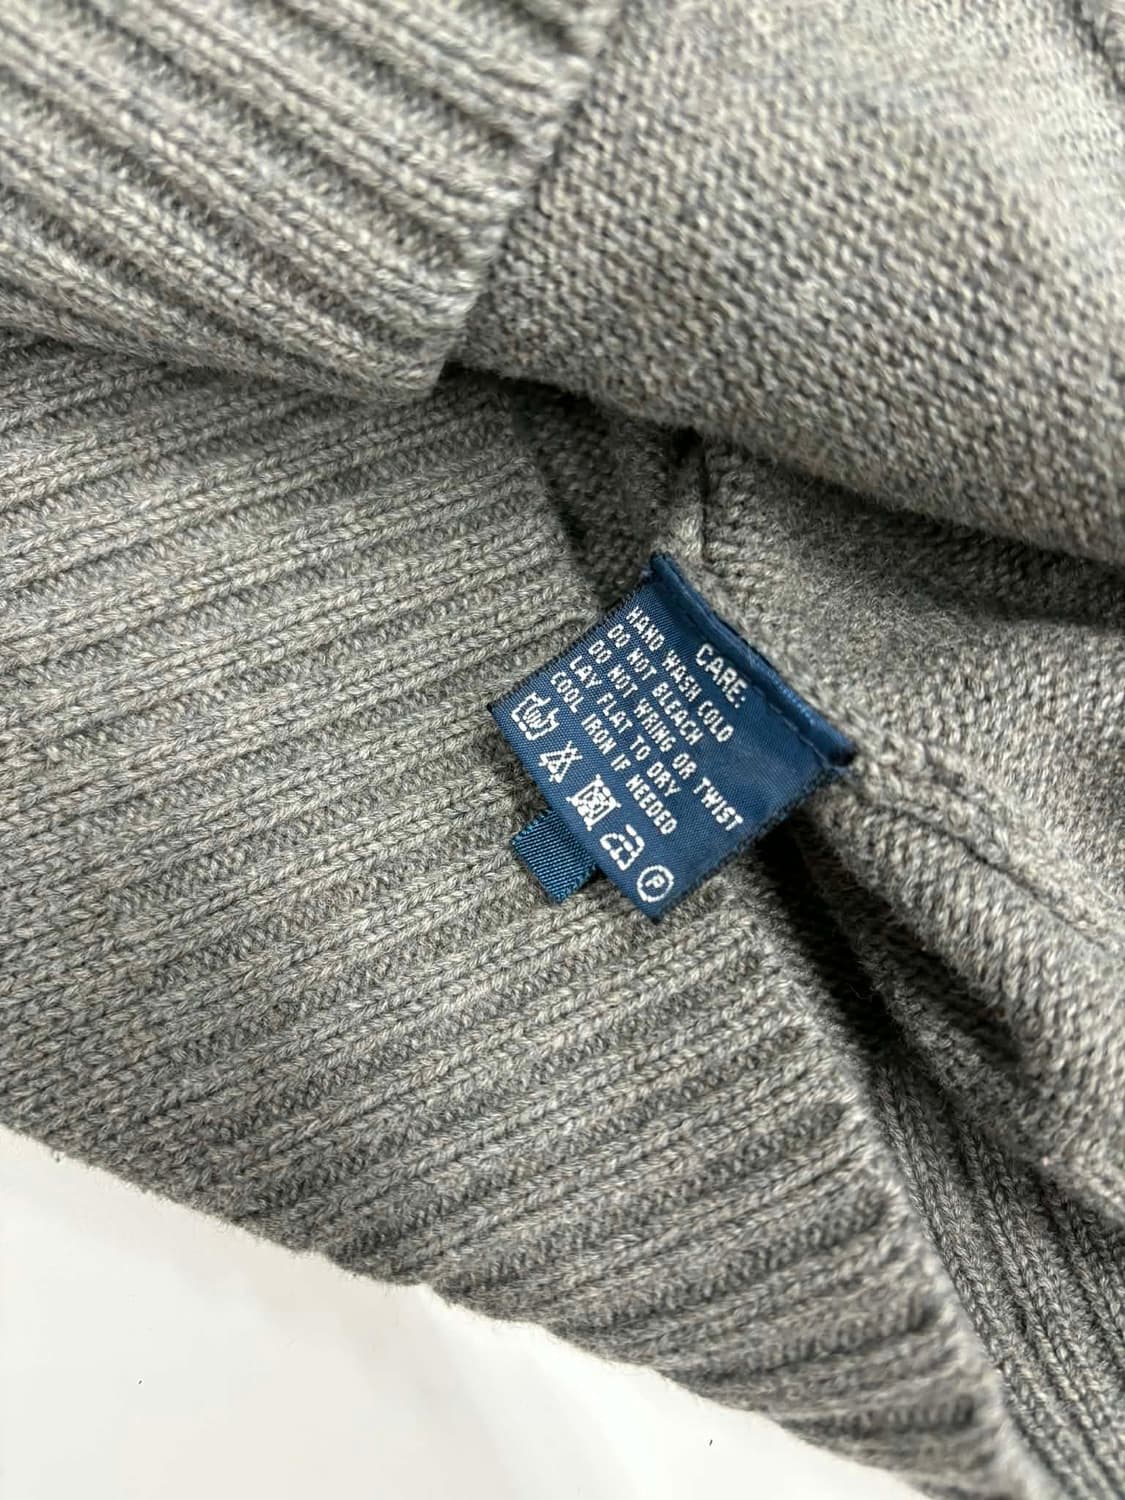 CARE:
HAND WASH COLD
DO NOT BLEACH
DO NOT WRING OR TWIST
LAY FLAT TO DRY
COOL IRON IF NEEDED
P